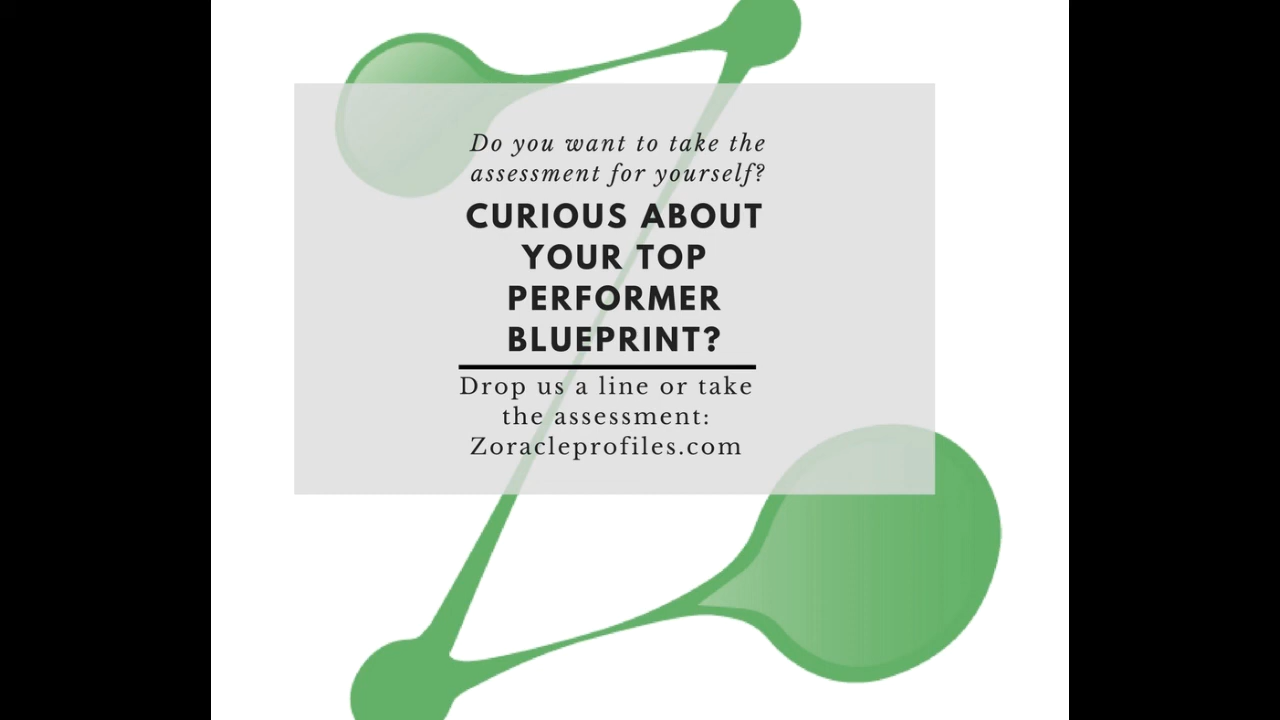 Do you want to take the
assessment for yourself?
CURIOUS ABOUT
YOUR TOP
PERFORMER
BLUEPRINT?
Drop us a line or take
the assessment:
Zoracleprofiles.com